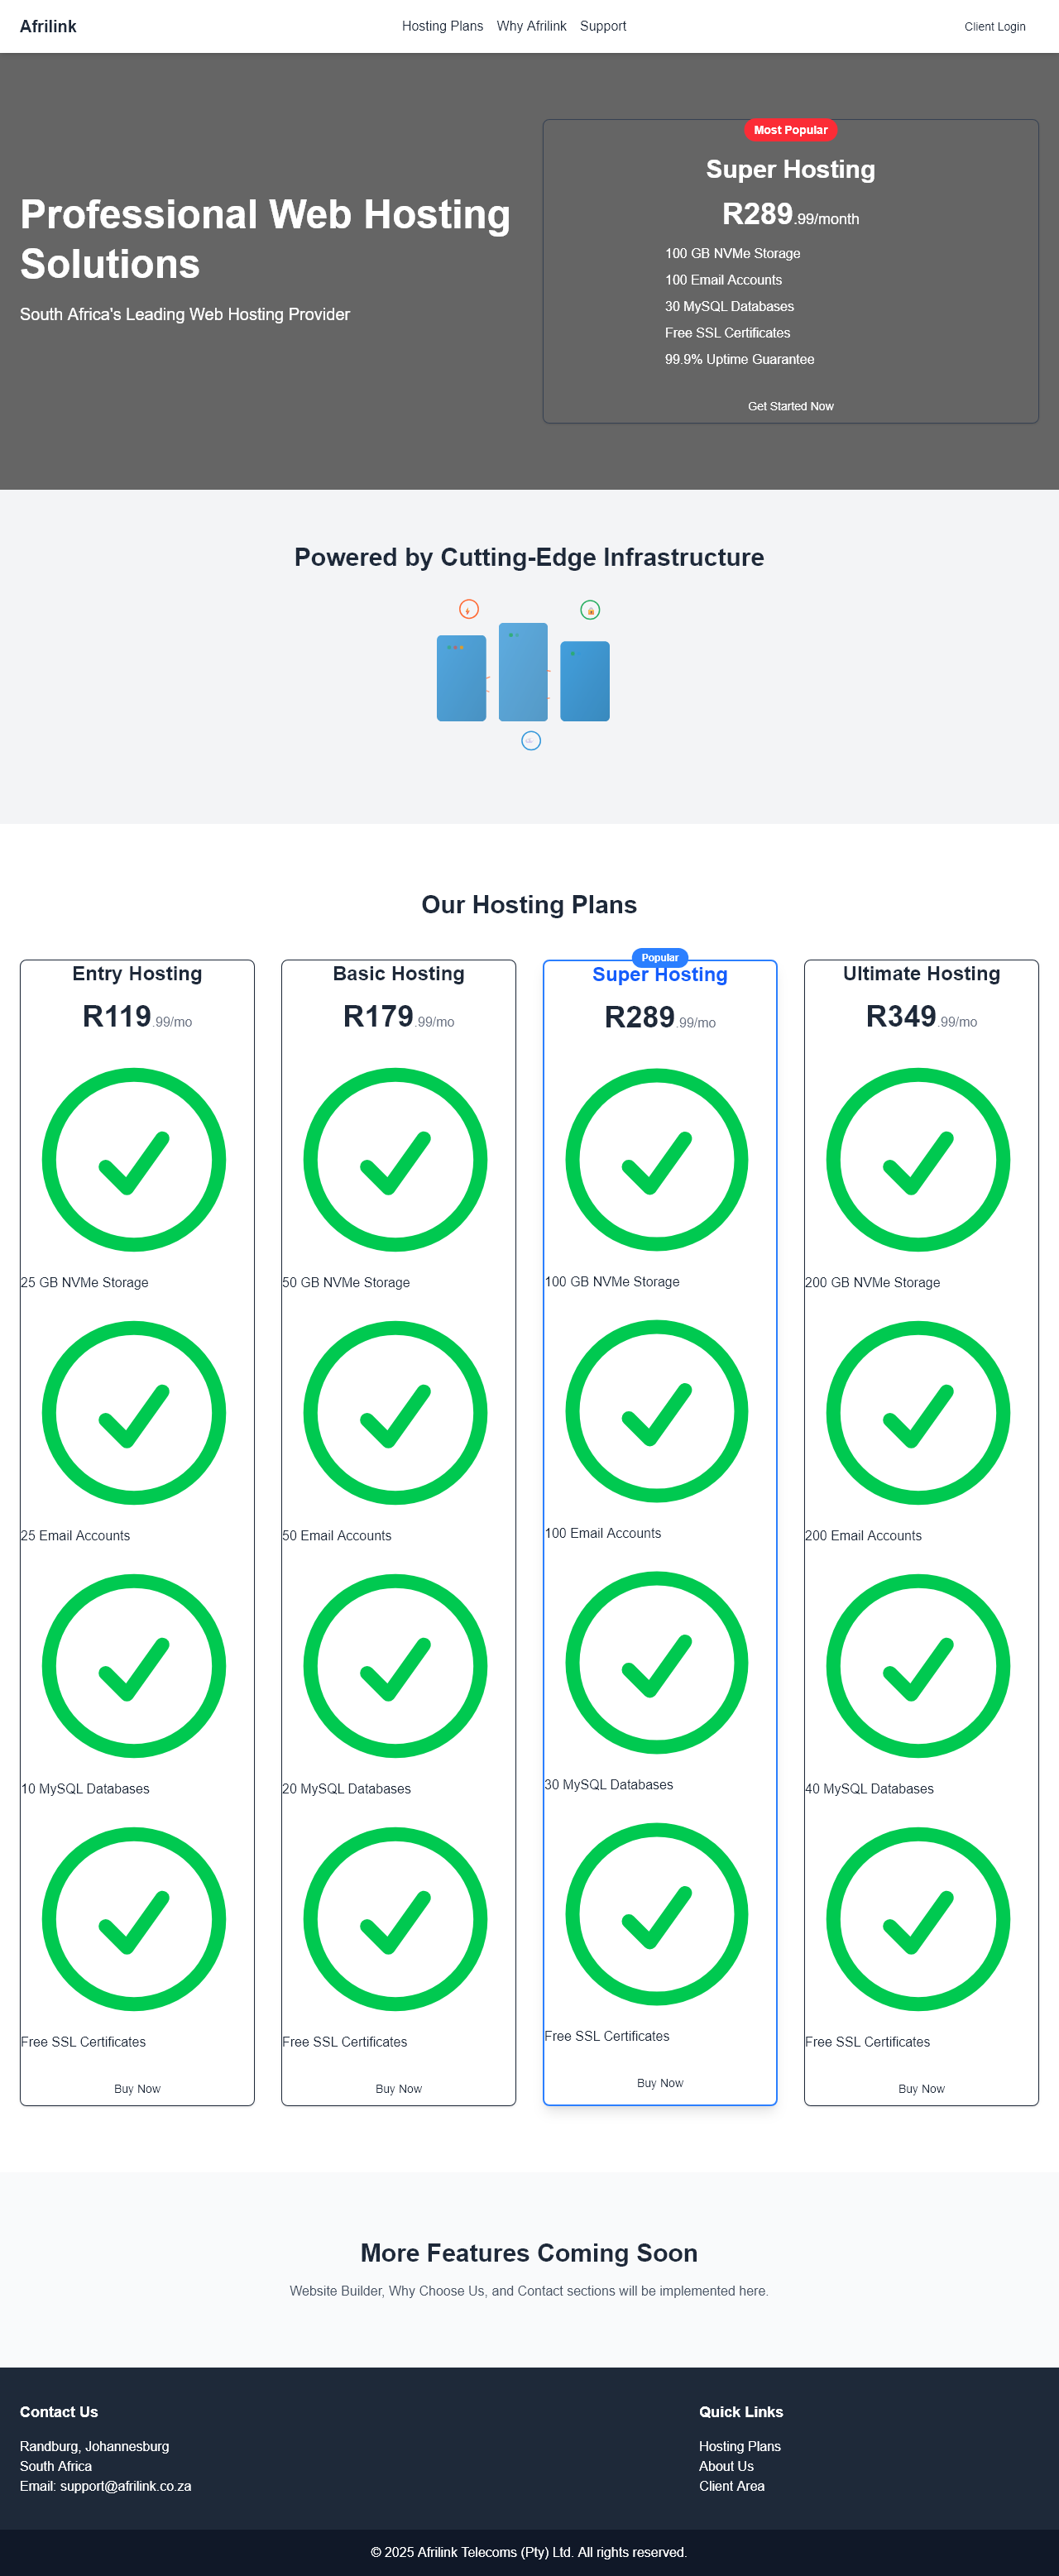 Afrilink
Hosting Plans Why Afrilink Support
Client Login
Professional Web Hosting
Solutions
South Africa's Leading Web Hosting Provider
Most Popular
Super Hosting
R289.99/month
100 GB NVMe Storage
100 Email Accounts
30 MySQL Databases
Free SSL Certificates
99.9% Uptime Guarantee
Get Started Now
Powered by Cutting-Edge Infrastructure
Our Hosting Plans
Entry Hosting
R119.99/mo
25 GB NVMe Storage
25 Email Accounts
10 MySQL Databases
Free SSL Certificates
Buy Now
Basic Hosting
R179.99/mo
50 GB NVMe Storage
50 Email Accounts
20 MySQL Databases
Free SSL Certificates
Buy Now
Popular
Super Hosting
R289.99/mo
100 GB NVMe Storage
100 Email Accounts
30 MySQL Databases
Free SSL Certificates
Buy Now
Ultimate Hosting
R349.99/mo
200 GB NVMe Storage
200 Email Accounts
40 MySQL Databases
Free SSL Certificates
Buy Now
More Features Coming Soon
Website Builder, Why Choose Us, and Contact sections will be implemented here.
Contact Us
Randburg, Johannesburg
South Africa
Email: support@afrilink.co.za
Quick Links
Hosting Plans
About Us
Client Area
© 2025 Afrilink Telecoms (Pty) Ltd. All rights reserved.